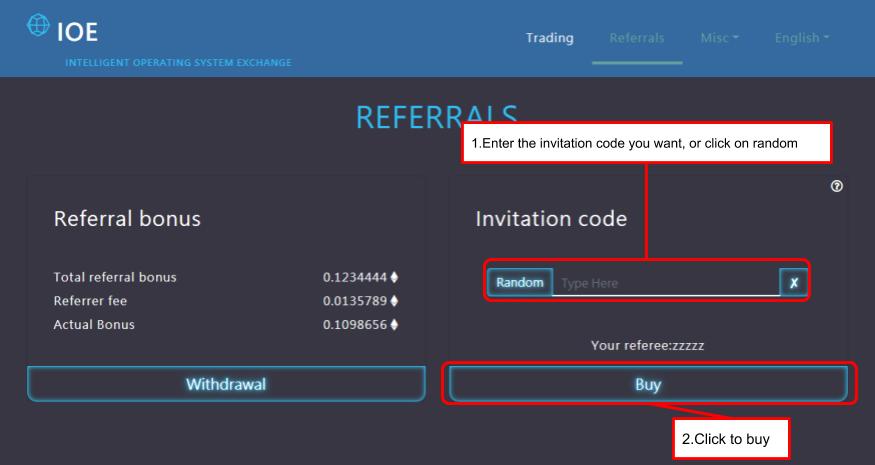 IOE
INTELLIGENT OPERATING SYSTEM EXCHANGE
Trading
Referrals
Misc
English
REFERRALS
1.Enter the invitation code you want, or click on random
Referral bonus
Total referral bonus 0.1234444
Referrer fee 0.0135789
Actual Bonus 0.1098656
Withdrawal
Invitation code
Random Type Here x
Your referee:zzzzz
Buy
2.Click to buy